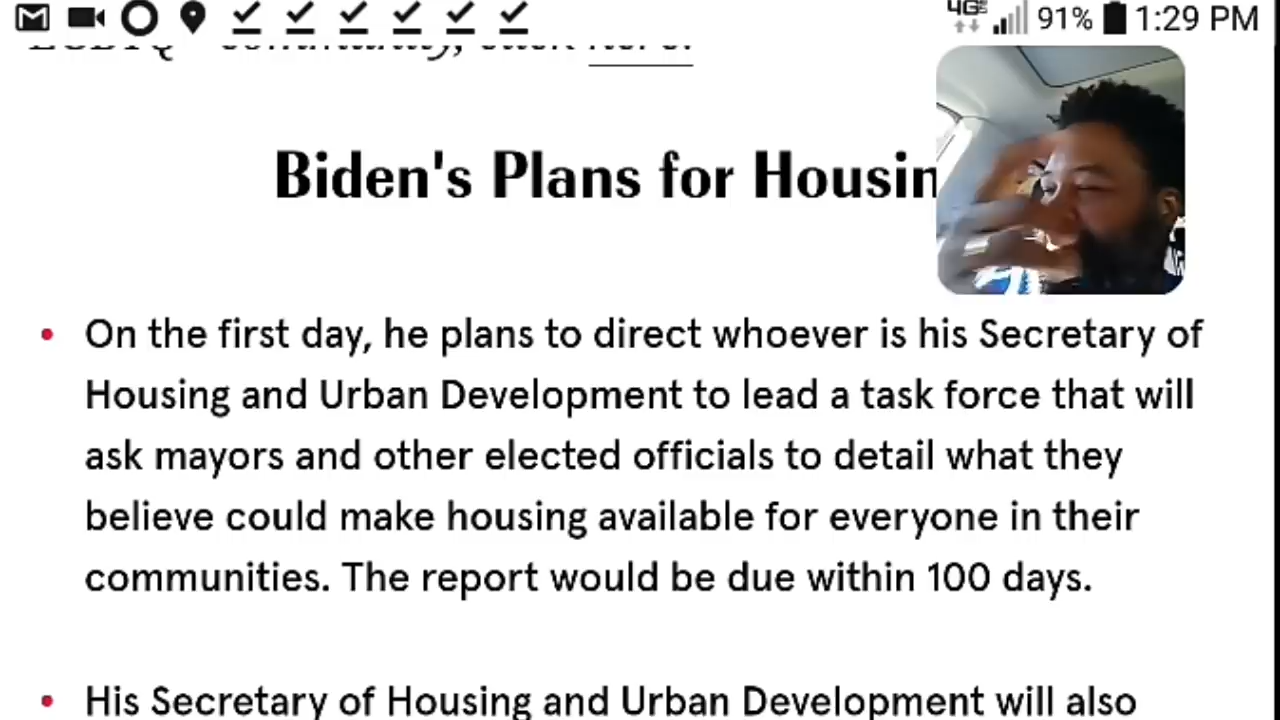 4G 91% 1:29 PM
Biden's Plans for Housin
On the first day, he plans to direct whoever is his Secretary of
Housing and Urban Development to lead a task force that will
ask mayors and other elected officials to detail what they
believe could make housing available for everyone in their
communities. The report would be due within 100 days.
His Secretary of Housing and Urban Development will also